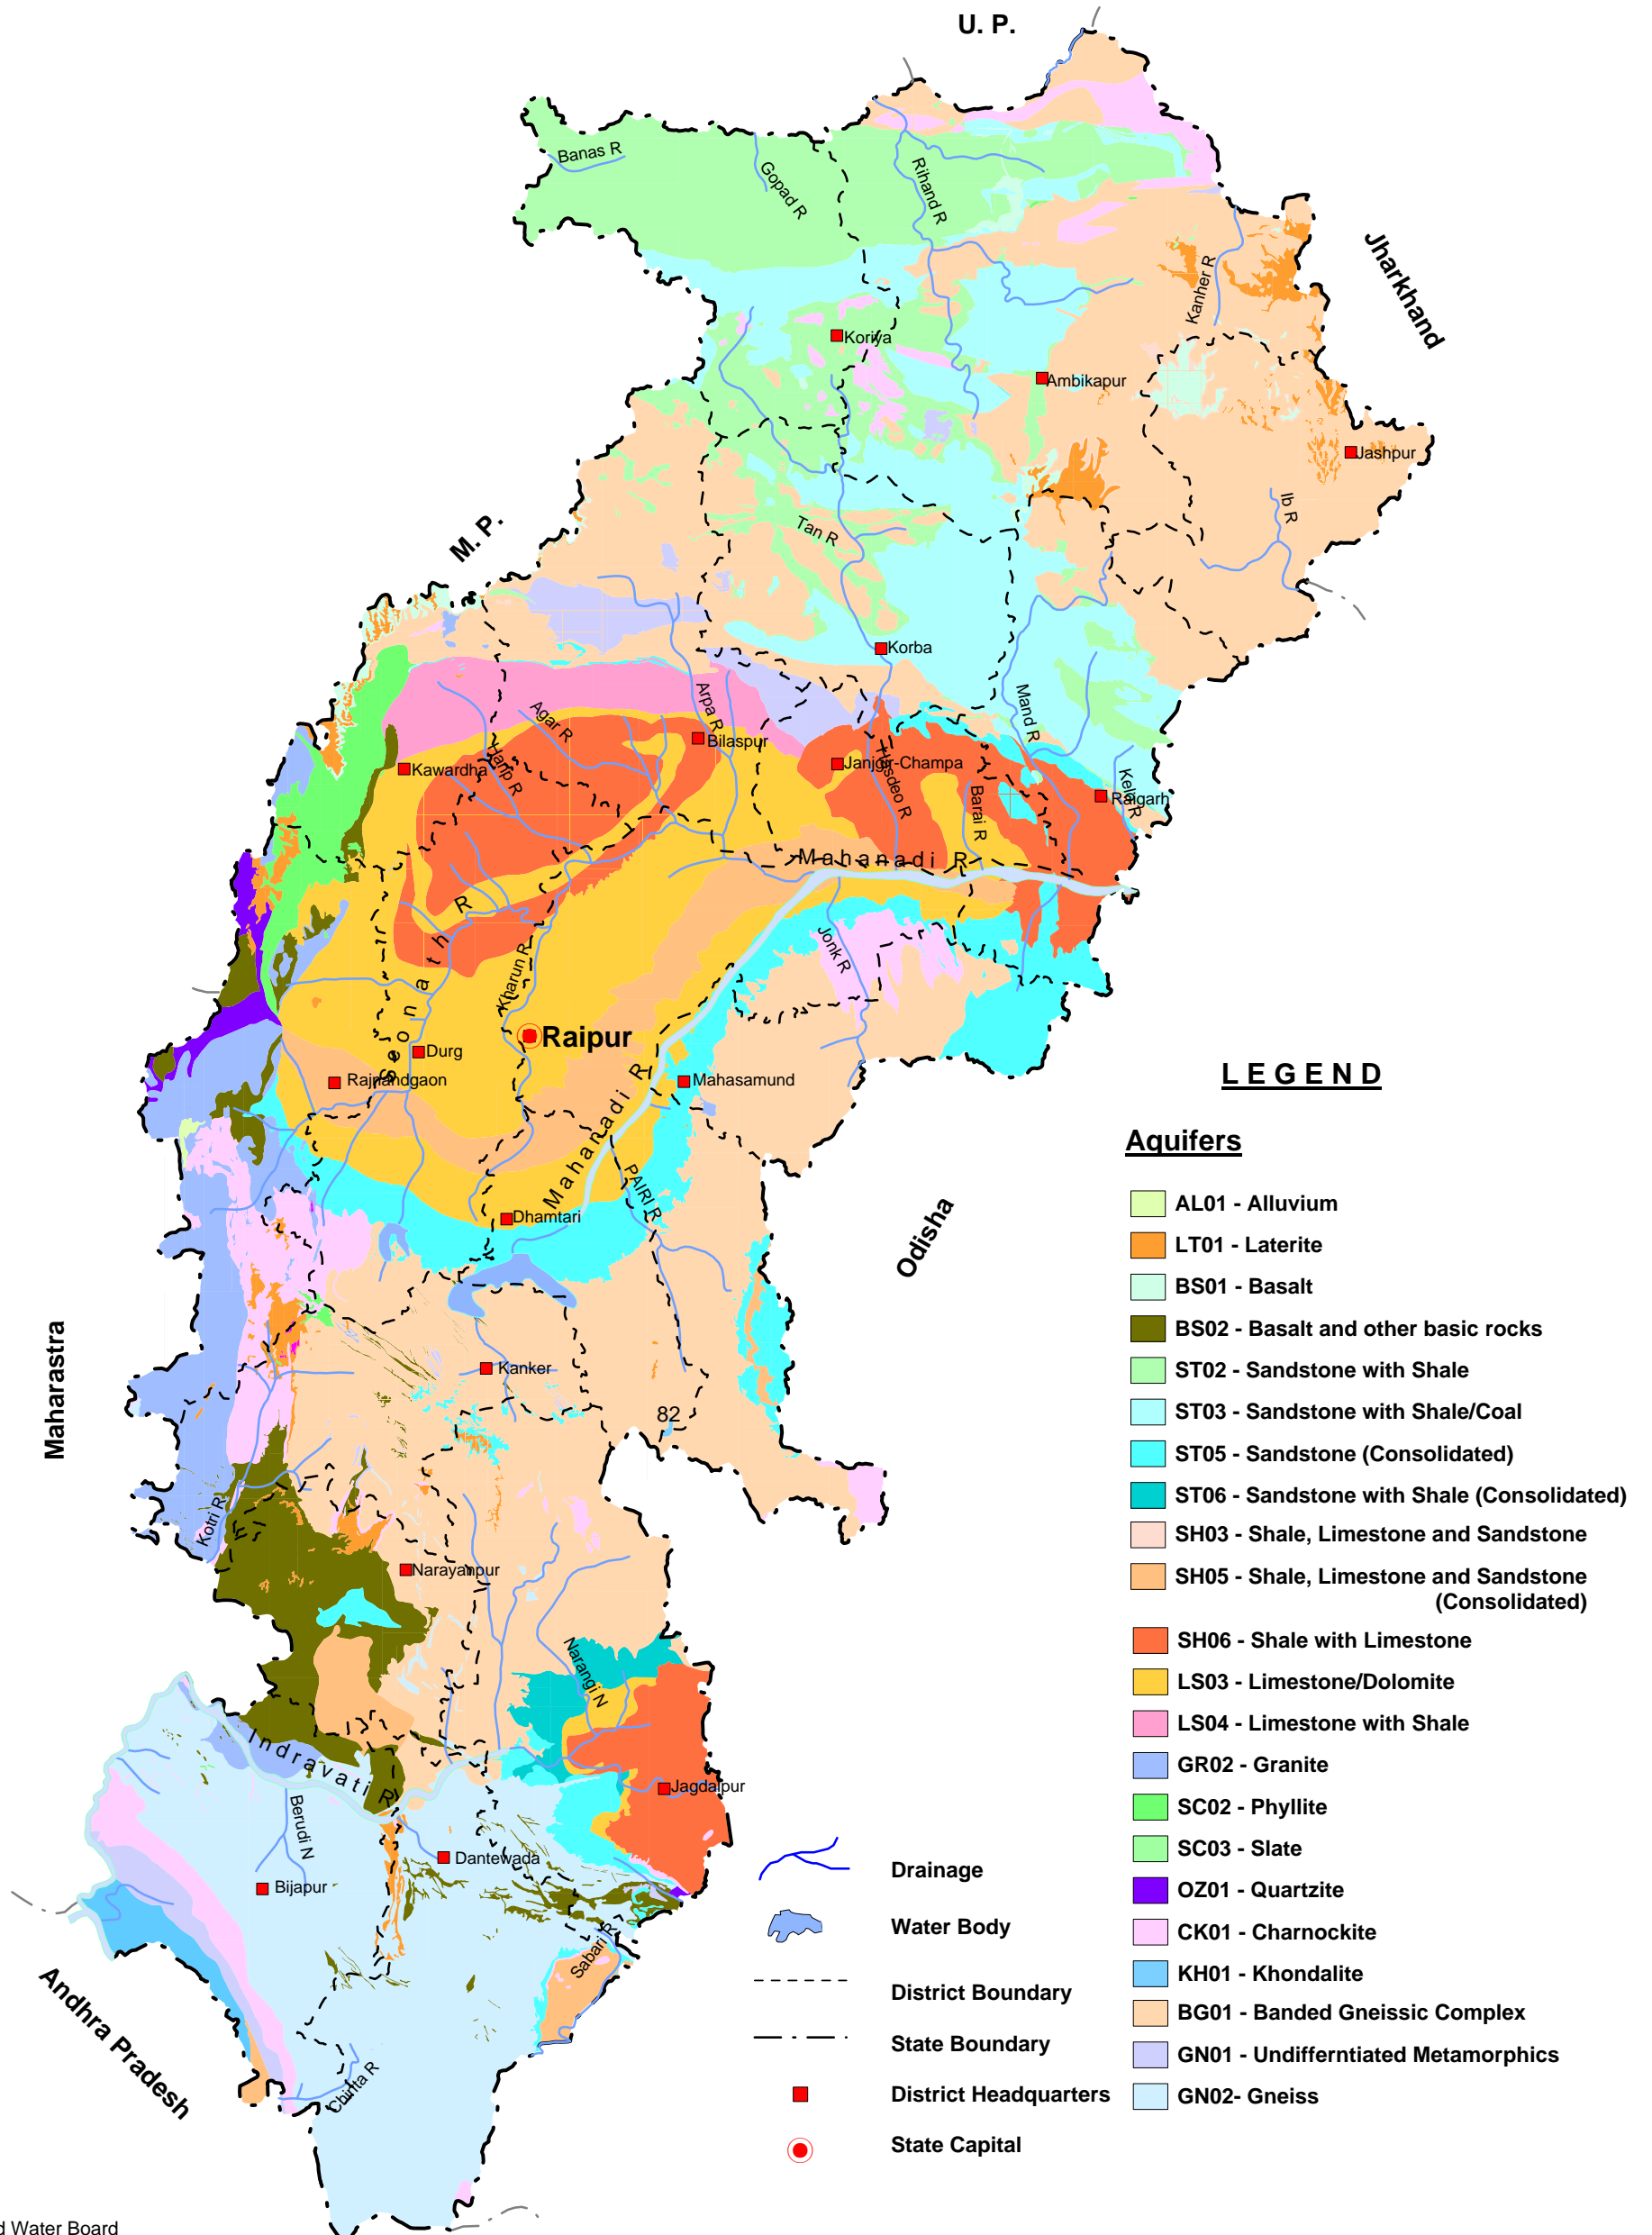 U. P.
Banas R
Gopad R
Rihand R
Jharkhand
Kanher R
Koriya
Ambikapur
Jashpur
Ib R
M. P.
Tan R
Korba
Arpa R
Mand R
Agar R
Bilaspur
Hanp R
Kawardha
Janjgir-Champa
Hasdeo R
Barai R
Kelo R
Raigarh
Mahanadi R
Seonath R
Jonk R
Kharun R
Raipur
Durg
Rajnandgaon
Mahasamund
Mahanadi R
PAIRI R
Dhamtari
Odisha
Maharastra
Kanker
82
Kotri R
Narayanpur
Narangi N
Indravati R
Jagdalpur
Berudi N
Dantewada
Bijapur
Sabari R
Andhra Pradesh
Chinta R
LEGEND
Aquifers
AL01 - Alluvium
LT01 - Laterite
BS01 - Basalt
BS02 - Basalt and other basic rocks
ST02 - Sandstone with Shale
ST03 - Sandstone with Shale/Coal
ST05 - Sandstone (Consolidated)
ST06 - Sandstone with Shale (Consolidated)
SH03 - Shale, Limestone and Sandstone
SH05 - Shale, Limestone and Sandstone
(Consolidated)
SH06 - Shale with Limestone
LS03 - Limestone/Dolomite
LS04 - Limestone with Shale
GR02 - Granite
SC02 - Phyllite
SC03 - Slate
OZ01 - Quartzite
CK01 - Charnockite
KH01 - Khondalite
BG01 - Banded Gneissic Complex
GN01 - Undifferntiated Metamorphics
GN02- Gneiss
Drainage
Water Body
District Boundary
State Boundary
District Headquarters
State Capital
d Water Board